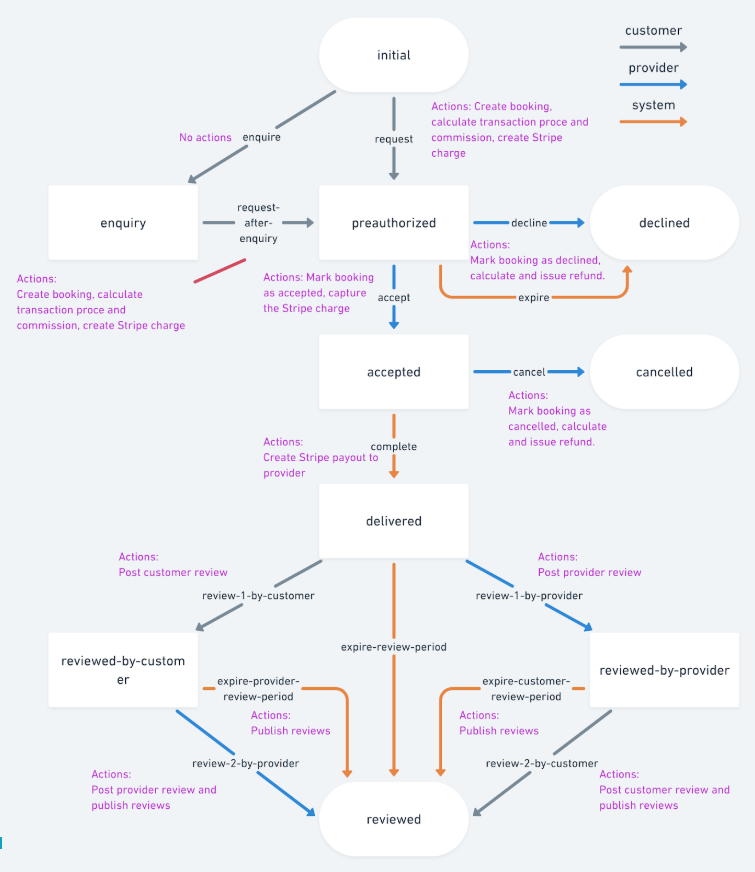 customer
provider
system
initial
No actions
enquire
request
Actions: Create booking,
calculate transaction proce and
commission, create Stripe
charge
enquiry
request-
after-
enquiry
preauthorized
decline
declined
Actions:
Mark booking as declined,
calculate and issue refund.
Actions:
Create booking, calculate
transaction proce and
commission, create Stripe charge
Actions: Mark booking
as accepted, capture
the Stripe charge
accept
expire
accepted
cancel
cancelled
Actions:
Mark booking as
cancelled, calculate
and issue refund.
Actions:
Create Stripe payout to
provider
complete
delivered
Actions:
Post customer review
Actions:
Post provider review
review-1-by-customer
review-1-by-provider
expire-review-period
reviewed-by-custom
er
reviewed-by-provider
expire-provider-
review-period
expire-customer-
review-period
Actions:
Publish reviews
Actions:
Publish reviews
review-2-by-provider
review-2-by-customer
Actions:
Post provider review and
publish reviews
Actions:
Post customer review and
publish reviews
reviewed